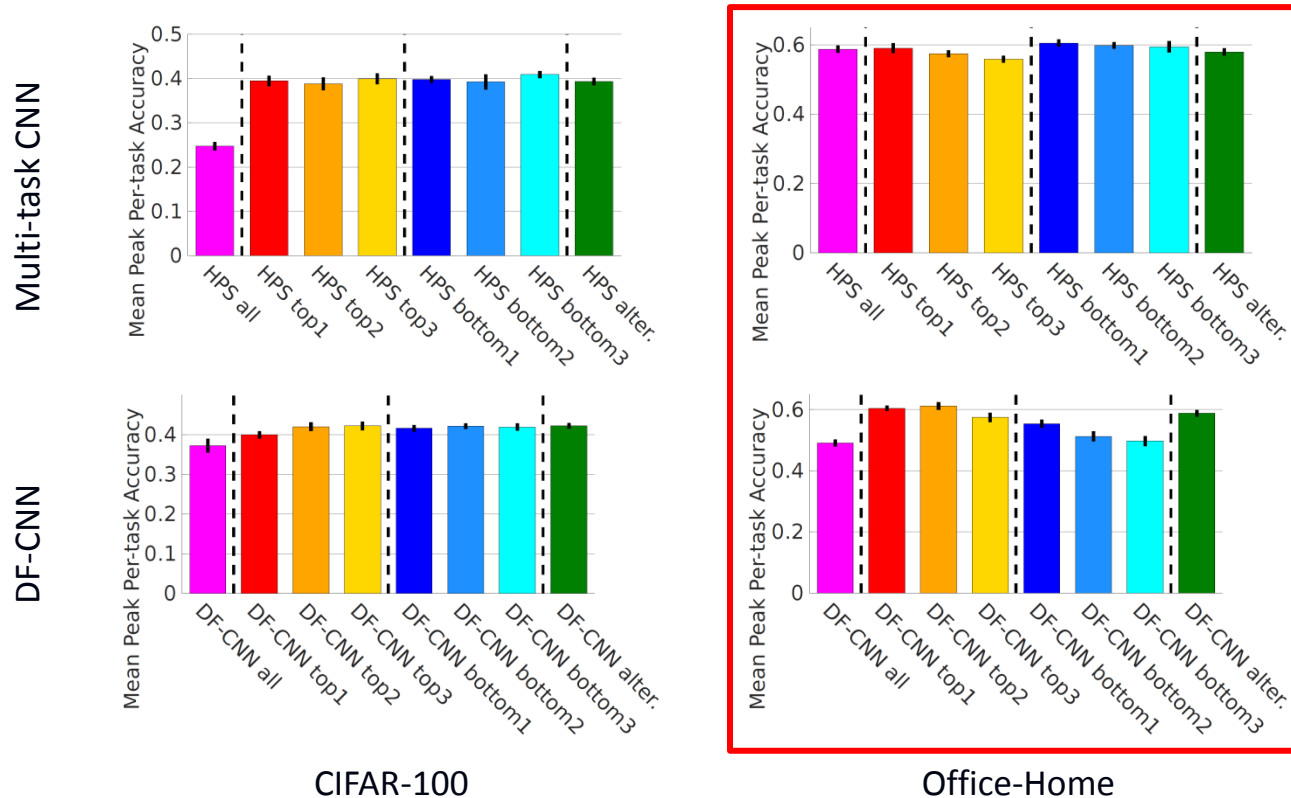 Multi-task CNN
Mean Peak Per-task Accuracy
0.5
0.4
0.3
0.2
0.1
0
HPS all
HPS top1
HPS top2
HPS top3
HPS bottom1
HPS bottom2
HPS bottom3
HPS alter.
Mean Peak Per-task Accuracy
0.6
0.4
0.2
0
HPS all
HPS top1
HPS top2
HPS top3
HPS bottom1
HPS bottom2
HPS bottom3
HPS alter.
DF-CNN
Mean Peak Per-task Accuracy
0.4
0.3
0.2
0.1
0
DF-CNN all
DF-CNN top1
DF-CNN top2
DF-CNN top3
DF-CNN bottom1
DF-CNN bottom2
DF-CNN bottom3
DF-CNN alter.
Mean Peak Per-task Accuracy
0.6
0.4
0.2
0
DF-CNN all
DF-CNN top1
DF-CNN top2
DF-CNN top3
DF-CNN bottom1
DF-CNN bottom2
DF-CNN bottom3
DF-CNN alter.
CIFAR-100
Office-Home